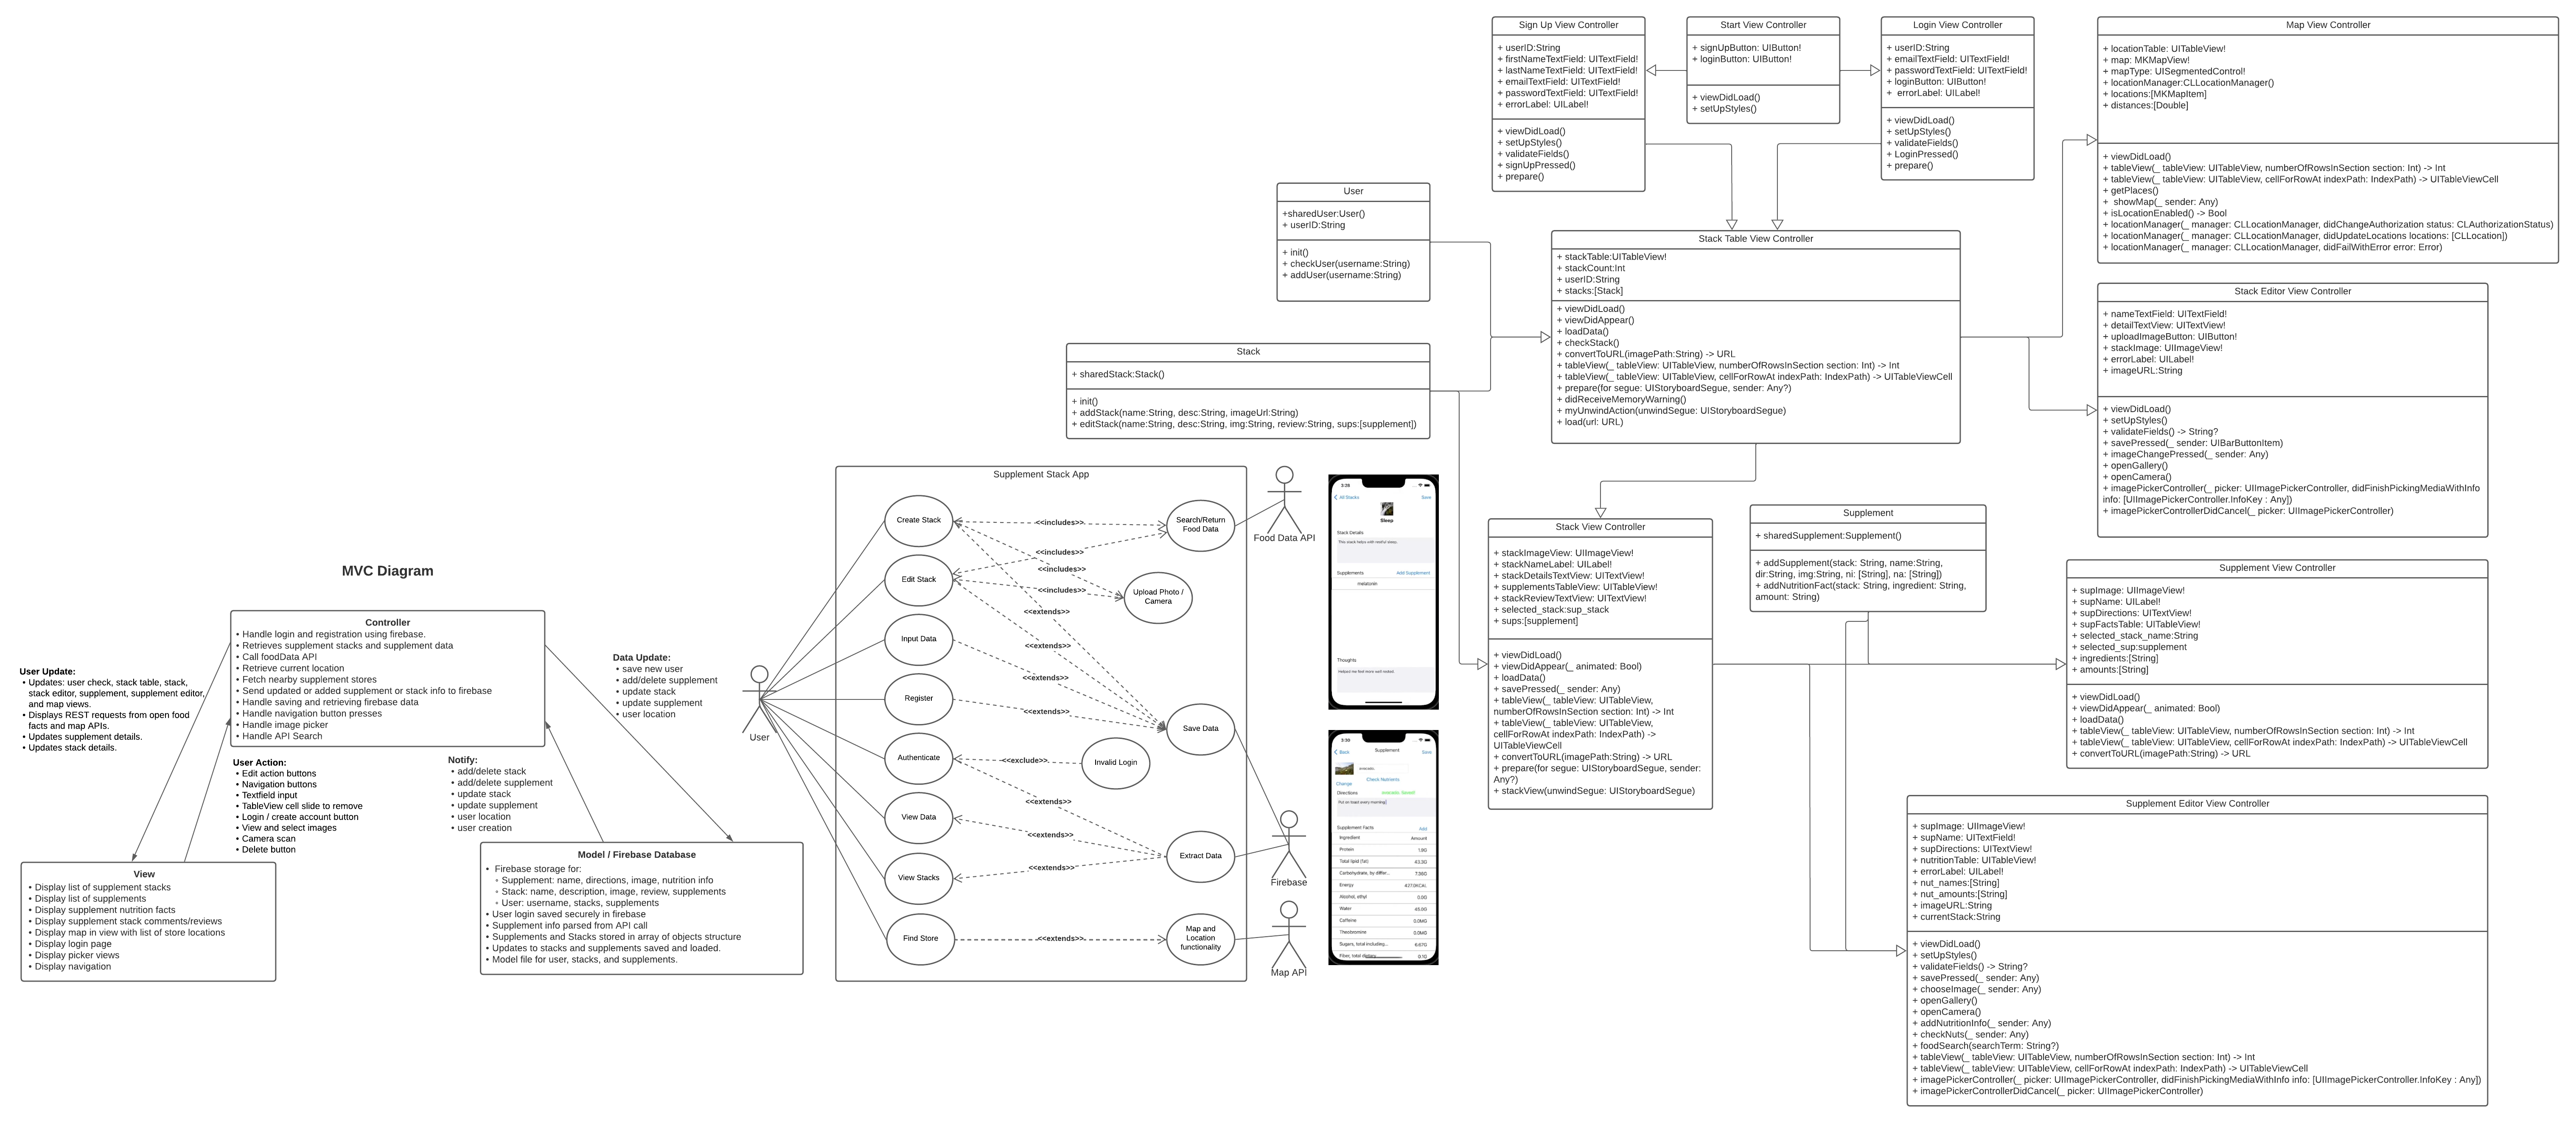 MVC Diagram
Controller
• Handle login and registration using firebase.
• Retrieves supplement stacks and supplement data
• Call foodData API
• Retrieve current location
• Fetch nearby supplement stores
• Send updated or added supplement or stack info to firebase
• Handle saving and retrieving firebase data
• Handle navigation button presses
• Handle image picker
• Handle API Search
User Update:
• Updates: user check, stack table, stack,
stack editor, supplement, supplement editor,
and map views.
• Displays REST requests from open food
facts and map APIs.
• Updates supplement details.
• Updates stack details.
User Action:
• Edit action buttons
• Navigation buttons
• Textfield input
• TableView cell slide to remove
• Login / create account button
• View and select images
• Camera scan
• Delete button
Notify:
• add/delete stack
• add/delete supplement
• update stack
• update supplement
• user location
• user creation
Data Update:
• save new user
• add/delete supplement
• update stack
• update supplement
• user location
View
• Display list of supplement stacks
• Display list of supplements
• Display supplement nutrition facts
• Display supplement stack comments/reviews
• Display map in view with list of store locations
• Display login page
• Display picker views
• Display navigation
Model / Firebase Database
• Firebase storage for:
◦ Supplement: name, directions, image, nutrition info
◦ Stack: name, description, image, review, supplements
◦ User: username, stacks, supplements
• User login saved securely in firebase
• Supplement info parsed from API call
• Supplements and Stacks stored in array of objects structure
• Updates to stacks and supplements saved and loaded.
• Model file for user, stacks, and supplements.
Supplement Stack App
User
Create Stack
Edit Stack
Input Data
Register
Authenticate
View Data
View Stacks
Find Store
<<includes>>
<<includes>>
<<includes>>
<<includes>>
<<extends>>
<<extends>>
<<extends>>
<<extends>>
<<exclude>>
<<extends>>
<<extends>>
<<extends>>
<<extends>>
Search/Return
Food Data
Upload Photo /
Camera
Save Data
Invalid Login
Extract Data
Map and
Location
functionality
Food Data API
Firebase
Map API
3:28
All Stacks
Save
Sleep
Stack Details
This stack helps with restful sleep.
Supplements
Add Supplement
melatonin
Thoughts
Helped me feel more well rested.
3:30
Back
Supplement
Save
avocado
Check Nutrients
Change
Directions
avocado. Saved!
Put on toast every morning
Supplement Facts
Add
Ingredient
Amount
Protein
1.8G
Total lipid (fat)
43.3G
Carbohydrate, by differ...
7.36G
Energy
427.0KCAL
Alcohol, ethyl
0.0G
Water
45.0G
Caffeine
0.0MG
Theobromine
0.0MG
Sugars, total including...
6.67G
Fiber, total dietary
0.1G
User
+sharedUser:User()
+ userID:String
+ init()
+ checkUser(username:String)
+ addUser(username:String)
Stack
+ sharedStack:Stack()
+ init()
+ addStack(name:String, desc:String, imageUrl:String)
+ editStack(name:String, desc:String, img:String, review:String, sups:[supplement])
Sign Up View Controller
+ userID:String
+ firstNameTextField: UITextField!
+ lastNameTextField: UITextField!
+ emailTextField: UITextField!
+ passwordTextField: UITextField!
+ errorLabel: UILabel!
+ viewDidLoad()
+ setUpStyles()
+ validateFields()
+ signUpPressed()
+ prepare()
Start View Controller
+ signUpButton: UIButton!
+ loginButton: UIButton!
+ viewDidLoad()
+ setUpStyles()
Login View Controller
+ userID:String
+ emailTextField: UITextField!
+ passwordTextField: UITextField!
+ loginButton: UIButton!
+ errorLabel: UILabel!
+ viewDidLoad()
+ setUpStyles()
+ validateFields()
+ LoginPressed()
+ prepare()
Map View Controller
+ locationTable: UITableView!
+ map: MKMapView!
+ mapType: UISegmentedControl!
+ locationManager:CLLocationManager()
+ locations:[MKMapItem]
+ distances:[Double]
+ viewDidLoad()
+ tableView(_ tableView: UITableView, numberOfRowsInSection section: Int) -> Int
+ tableView(_ tableView: UITableView, cellForRowAt indexPath: IndexPath) -> UITableViewCell
+ getPlaces()
+ showMap(_ sender: Any)
+ isLocationEnabled() -> Bool
+ locationManager(_ manager: CLLocationManager, didChangeAuthorization status: CLAuthorizationStatus)
+ locationManager(_ manager: CLLocationManager, didUpdateLocations locations: [CLLocation])
+ locationManager(_ manager: CLLocationManager, didFailWithError error: Error)
Stack Table View Controller
+ stackTable:UITableView!
+ stackCount:Int
+ userID:String
+ stacks:[Stack]
+ viewDidLoad()
+ viewDidAppear()
+ loadData()
+ checkStack()
+ convertToURL(imagePath:String) -> URL
+ tableView(_ tableView: UITableView, numberOfRowsInSection section: Int) -> Int
+ tableView(_ tableView: UITableView, cellForRowAt indexPath: IndexPath) -> UITableViewCell
+ prepare(for segue: UIStoryboardSegue, sender: Any?)
+ didReceiveMemoryWarning()
+ myUnwindAction(unwindSegue: UIStoryboardSegue)
+ load(url: URL)
Stack Editor View Controller
+ nameTextField: UITextField!
+ detailTextView: UITextView!
+ uploadImageButton: UIButton!
+ stackImage: UIImageView!
+ errorLabel: UILabel!
+ imageURL:String
+ viewDidLoad()
+ setUpStyles()
+ validateFields() -> String?
+ savePressed(_ sender: UIBarButtonItem)
+ imageChangePressed(_ sender: Any)
+ openGallery()
+ openCamera()
+ imagePickerController(_ picker: UIImagePickerController, didFinishPickingMediaWithInfo
info: [UIImagePickerController.InfoKey : Any])
+ imagePickerControllerDidCancel(_ picker: UIImagePickerController)
Stack View Controller
+ stackImageView: UIImageView!
+ stackNameLabel: UILabel!
+ stackDetailsTextView: UITextView!
+ supplementsTableView: UITableView!
+ stackReviewTextView: UITextView!
+ selected_stack:sup_stack
+ sups:[supplement]
+ viewDidLoad()
+ viewDidAppear(_ animated: Bool)
+ loadData()
+ savePressed(_ sender: Any)
+ tableView(_ tableView: UITableView,
numberOfRowsInSection section: Int) -> Int
+ tableView(_ tableView: UITableView,
cellForRowAt indexPath: IndexPath) ->
UITableViewCell
+ convertToURL(imagePath:String) -> URL
+ prepare(for segue: UIStoryboardSegue, sender:
Any?)
+ stackView(unwindSegue: UIStoryboardSegue)
Supplement
+ sharedSupplement:Supplement()
+ addSupplement(stack: String, name:String,
dir:String, img:String, ni: [String], na: [String])
+ addNutritionFact(stack: String, ingredient: String,
amount: String)
Supplement View Controller
+ supImage: UIImageView!
+ supName: UILabel!
+ supDirections: UITextView!
+ supFactsTable: UITableView!
+ selected_stack_name:String
+ selected_sup:supplement
+ ingredients:[String]
+ amounts:[String]
+ viewDidLoad()
+ viewDidAppear(_ animated: Bool)
+ loadData()
+ tableView(_ tableView: UITableView, numberOfRowsInSection section: Int) -> Int
+ tableView(_ tableView: UITableView, cellForRowAt indexPath: IndexPath) -> UITableViewCell
+ convertToURL(imagePath:String) -> URL
Supplement Editor View Controller
+ supImage: UIImageView!
+ supName: UITextField!
+ supDirections: UITextView!
+ nutritionTable: UITableView!
+ errorLabel: UILabel!
+ nut_names:[String]
+ nut_amounts:[String]
+ imageURL:String
+ currentStack:String
+ viewDidLoad()
+ setUpStyles()
+ validateFields() -> String?
+ savePressed(_ sender: Any)
+ chooseImage(_ sender: Any)
+ openGallery()
+ openCamera()
+ addNutritionInfo(_ sender: Any)
+ checkNuts(_ sender: Any)
+ foodSearch(searchTerm: String?)
+ tableView(_ tableView: UITableView, numberOfRowsInSection section: Int) -> Int
+ tableView(_ tableView: UITableView, cellForRowAt indexPath: IndexPath) -> UITableViewCell
+ imagePickerController(_ picker: UIImagePickerController, didFinishPickingMediaWithInfo info: [UIImagePickerController.InfoKey : Any])
+ imagePickerControllerDidCancel(_ picker: UIImagePickerController)